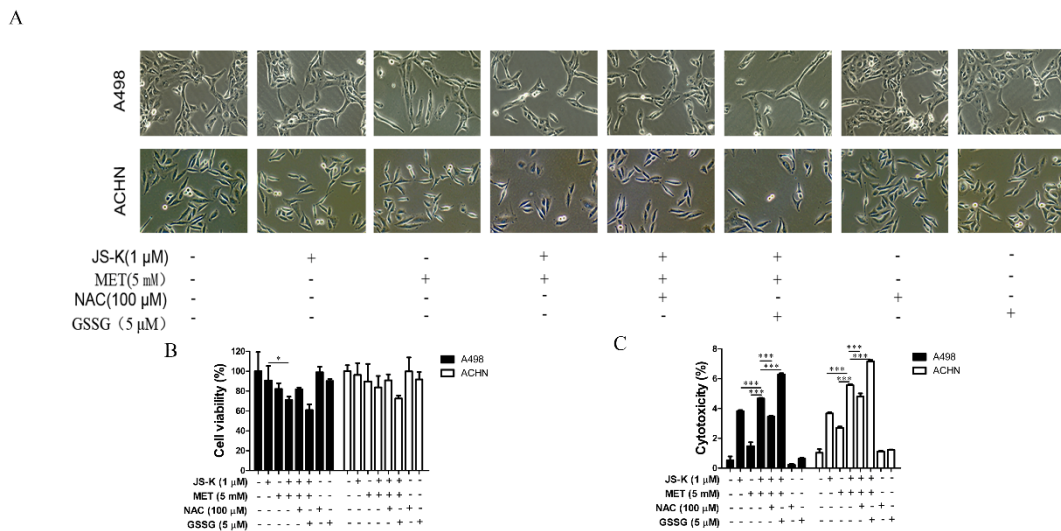 A
A498
ACHN
JS-K(1 μM) - + - + + + - -
MET(5 mM) - - + + + + - -
NAC(100 μM) - - - - + - + -
GSSG (5 μM) - - - - - + - +
B
Cell viability (%)
120
100
80
60
40
20
0
*
A498
ACHN
JS-K (1 μM) - + - + + + - - - + - + + + - -
MET (5 mM) - - + + + + - - - - + + + + - -
NAC (100 μM) - - - - + - + - - - - - + - + -
GSSG (5 μM) - - - - - + - + - - - - - + - +
C
Cytotoxicity (%)
8
6
4
2
0
***
***
***
***
***
***
***
***
A498
ACHN
JS-K (1 μM) - + - + + + - - - + - + + + - -
MET (5 mM) - - + + + + - - - - + + + + - -
NAC (100 μM) - - - - + - + - - - - - + - + -
GSSG (5 μM) - - - - - + - + - - - - - + - +